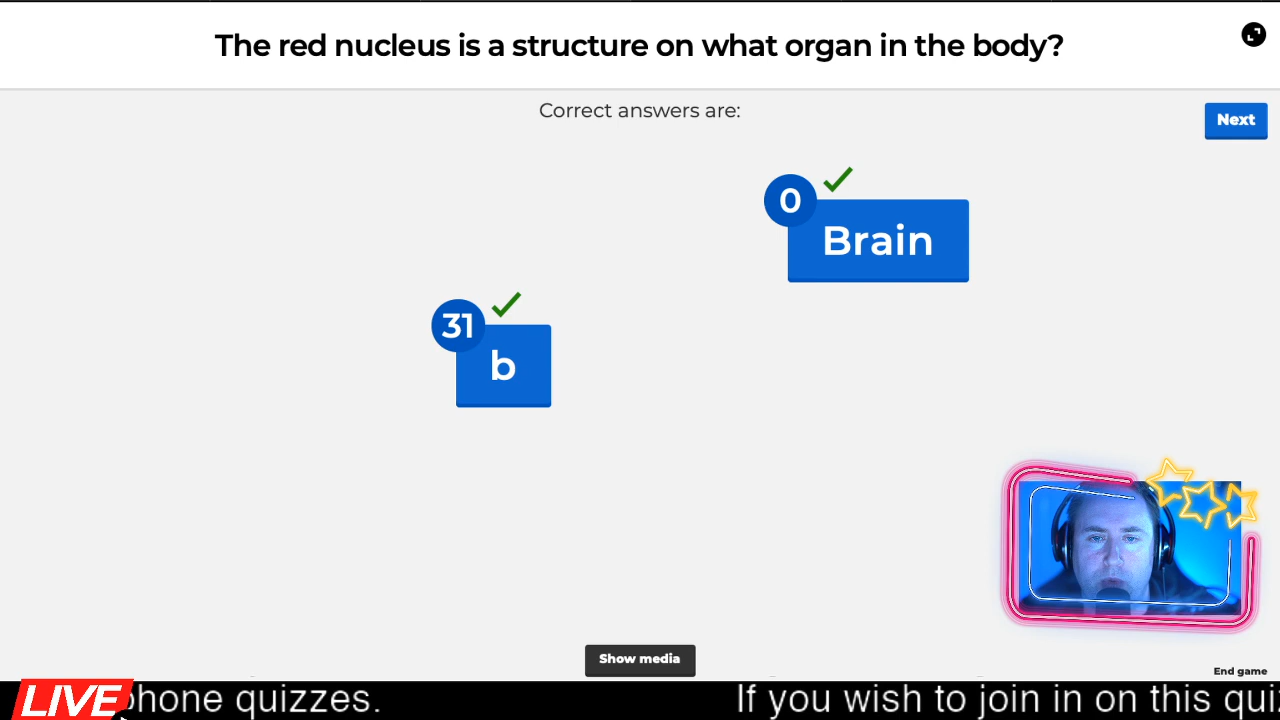 The red nucleus is a structure on what organ in the body?
Correct answers are:
Next
0
Brain
31
b
Show media
End game
LIVE
phone quizzes. If you wish to join in on this qui